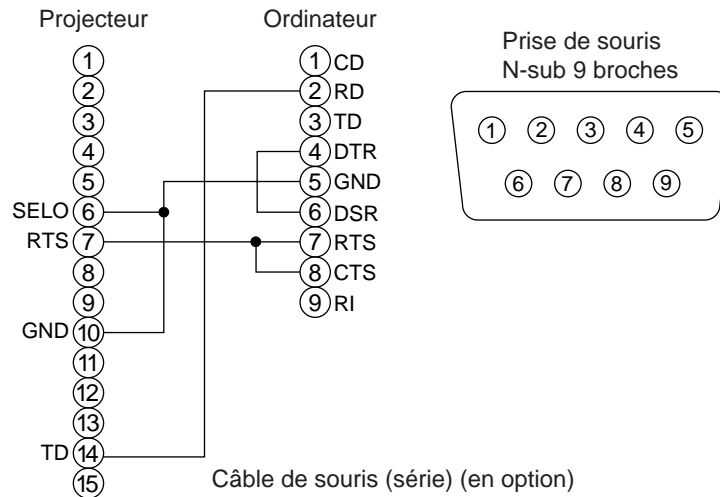 Projecteur Ordinateur
1 1 CD
2 2 RD
3 3 TD
4 4 DTR
5 5 GND
SELO 6 6 DSR
RTS 7 7 RTS
8 8 CTS
9 9 RI
GND 10
11
12
13
TD 14
15
Prise de souris
N-sub 9 broches
1 2 3 4 5
6 7 8 9
Câble de souris (série) (en option)